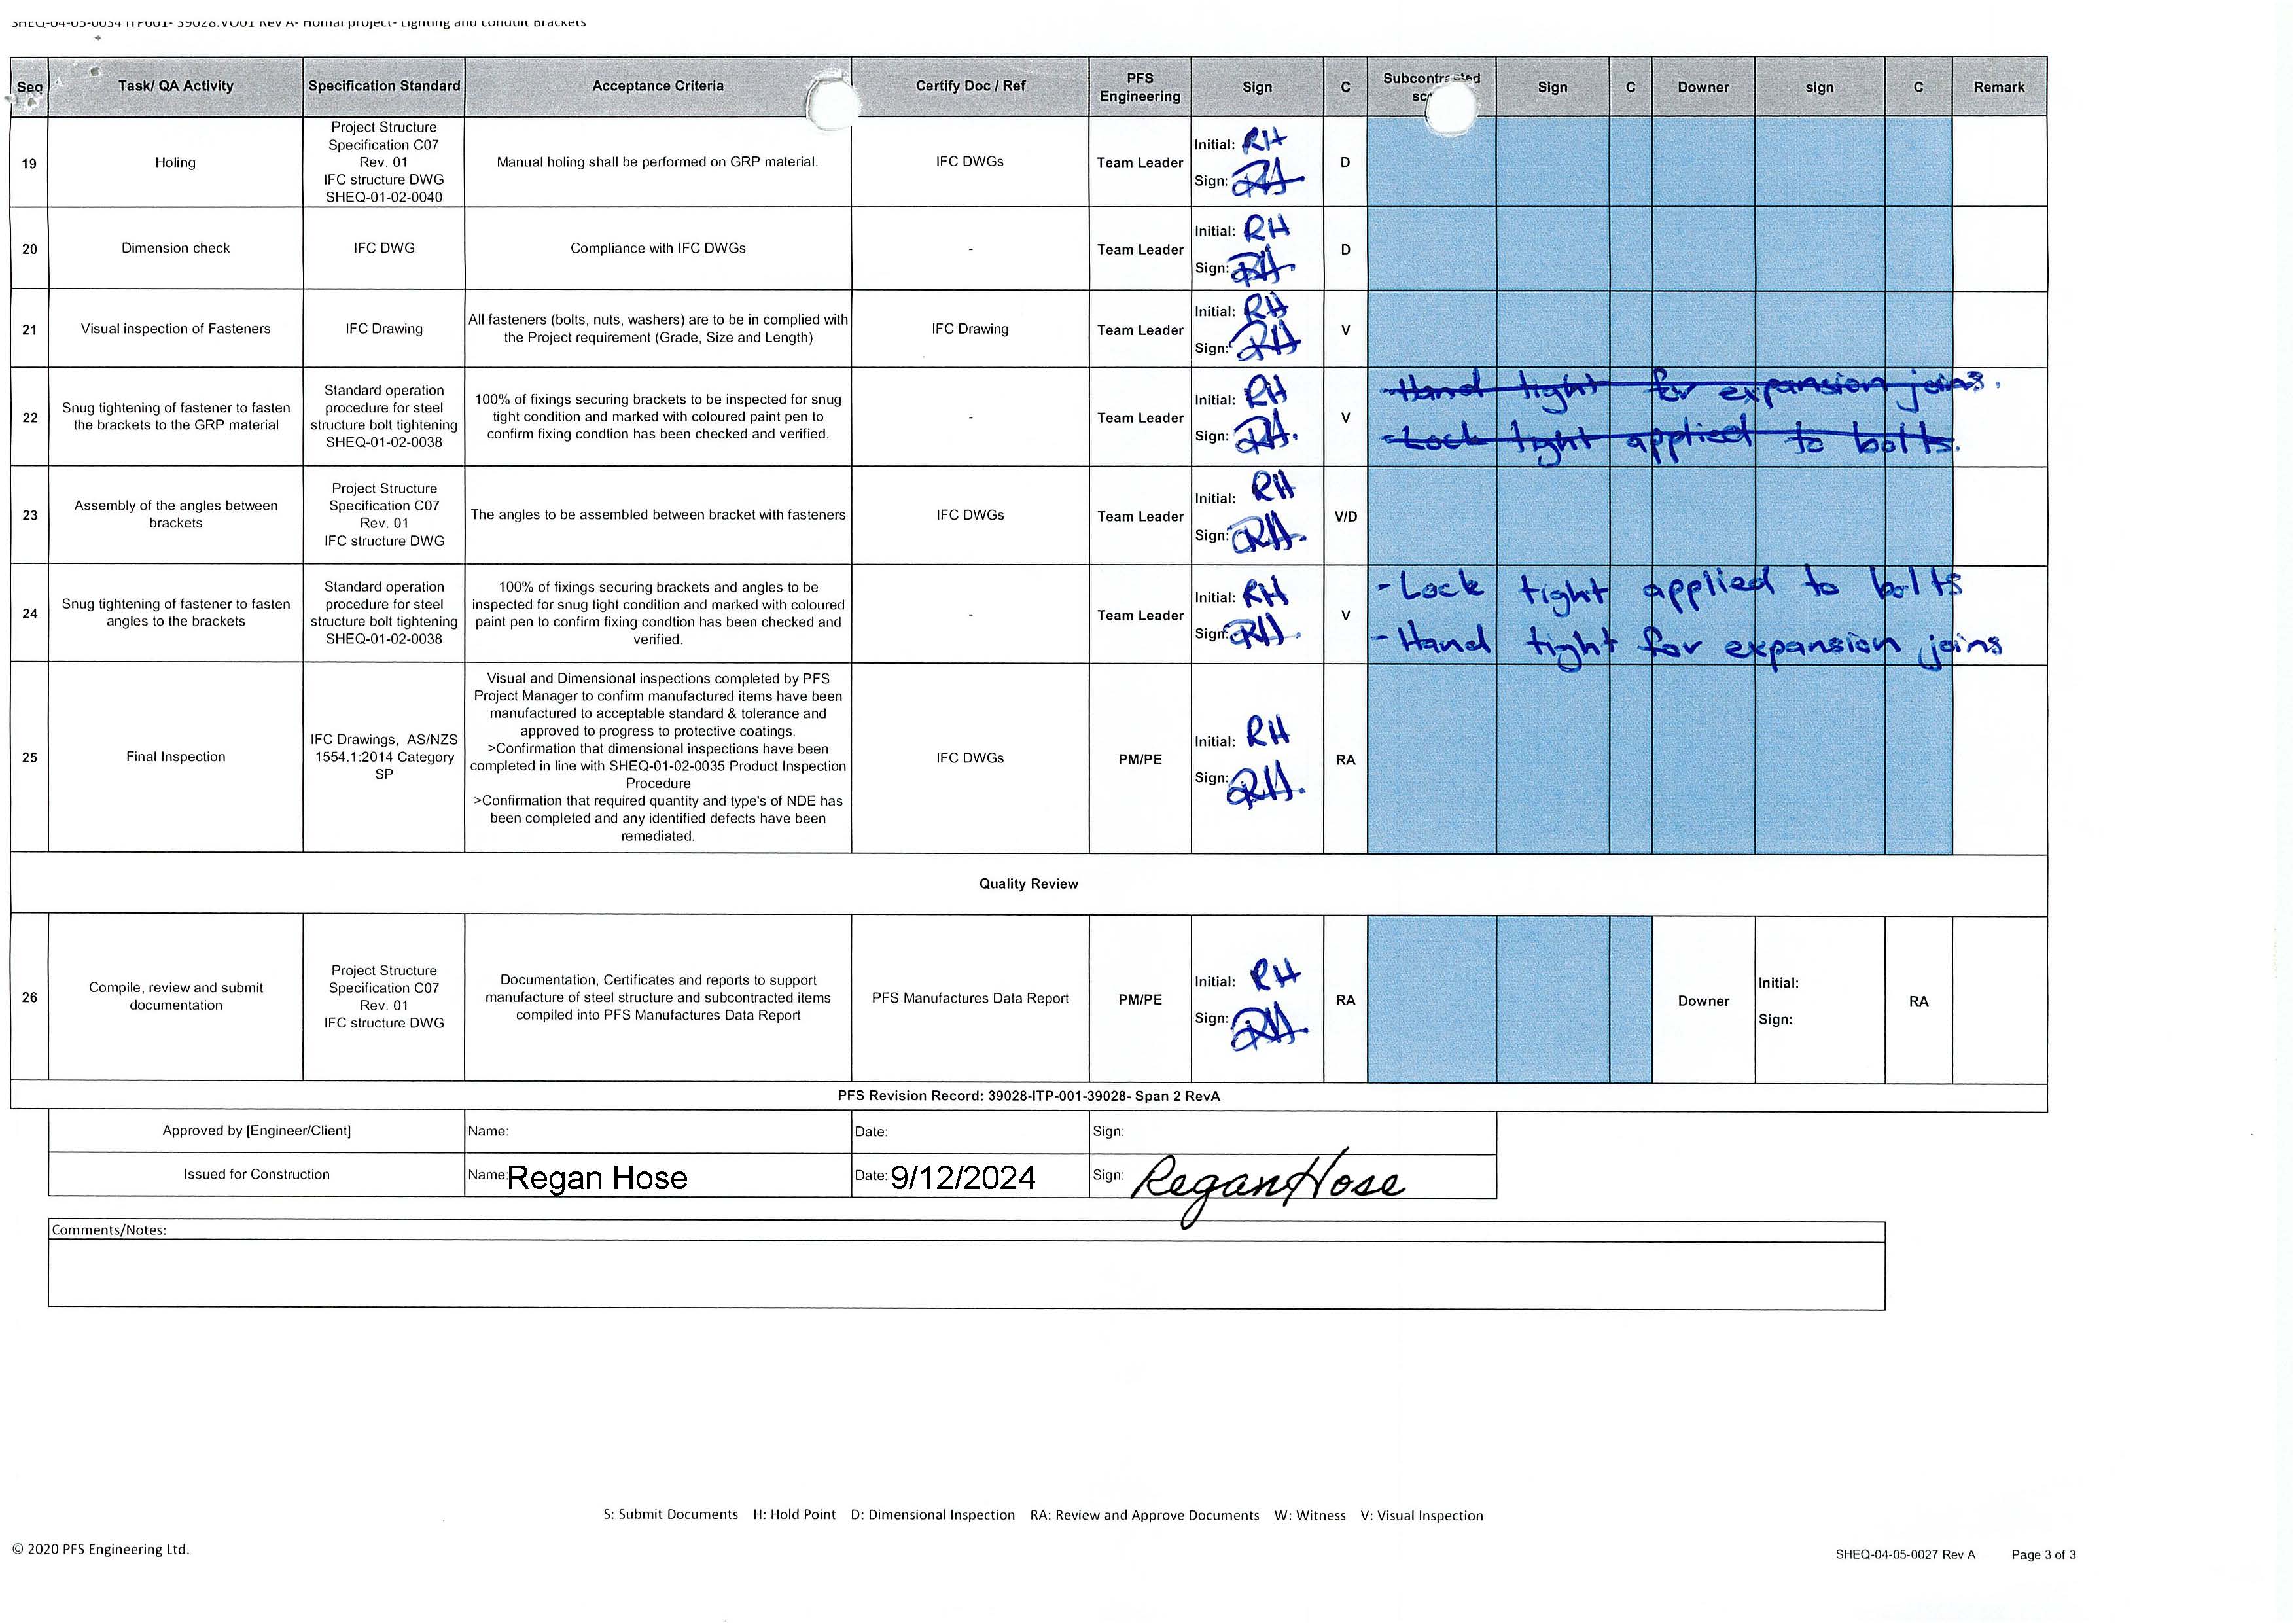 SHEQ-04-05-0034 ITP001- 39028.VO01 Rev A- Homai project- Lighting and conduit Brackets
Seq Task/ QA Activity Specification Standard Acceptance Criteria Certify Doc / Ref PFS Engineering Sign C Subcontracted Sign C Downer sign C Remark
19 Holing
Project Structure
Specification C07
Rev. 01
IFC structure DWG
SHEQ-01-02-0040
Manual holing shall be performed on GRP material.
IFC DWGs
Team Leader
Initial: RH
Sign: RH
D
20 Dimension check
IFC DWG
Compliance with IFC DWGs
-
Team Leader
Initial: RH
Sign: RH
D
21 Visual inspection of Fasteners
IFC Drawing
All fasteners (bolts, nuts, washers) are to be in complied with
the Project requirement (Grade, Size and Length)
IFC Drawing
Team Leader
Initial: RH
Sign: RH
V
22
Snug tightening of fastener to fasten
the brackets to the GRP material
Standard operation
procedure for steel
structure bolt tightening
SHEQ-01-02-0038
100% of fixings securing brackets to be inspected for snug
tight condition and marked with coloured paint pen to
confirm fixing condtion has been checked and verified.
-
Team Leader
Initial: RH
Sign: RH.
V
-Hand tight for expansion joins.
-Lock tight applied to bolts.
23
Assembly of the angles between
brackets
Project Structure
Specification C07
Rev. 01
IFC structure DWG
The angles to be assembled between bracket with fasteners
IFC DWGs
Team Leader
Initial: RH
Sign: RH.
V/D
24
Snug tightening of fastener to fasten
angles to the brackets
Standard operation
procedure for steel
structure bolt tightening
SHEQ-01-02-0038
100% of fixings securing brackets and angles to be
inspected for snug tight condition and marked with coloured
paint pen to confirm fixing condtion has been checked and
verified.
-
Team Leader
Initial: RH
Sign: RH.
V
-Lock tight applied to bolts
-Hand tight for expansion joins
25
Final Inspection
IFC Drawings, AS/NZS
1554.1:2014 Category
SP
Visual and Dimensional inspections completed by PFS
Project Manager to confirm manufactured items have been
manufactured to acceptable standard & tolerance and
approved to progress to protective coatings.
>Confirmation that dimensional inspections have been
completed in line with SHEQ-01-02-0035 Product Inspection
Procedure
>Confirmation that required quantity and type's of NDE has
been completed and any identified defects have been
remediated.
IFC DWGs
PM/PE
Initial: RH
Sign: RH.
RA
Quality Review
26
Compile, review and submit
documentation
Project Structure
Specification C07
Rev. 01
IFC structure DWG
Documentation, Certificates and reports to support
manufacture of steel structure and subcontracted items
compiled into PFS Manufactures Data Report
PFS Manufactures Data Report
PM/PE
Initial: RH
Sign: RH.
RA
Downer
Initial:
Sign:
RA
PFS Revision Record: 39028-ITP-001-39028- Span 2 RevA
Approved by [Engineer/Client] Name: Date: Sign:
Issued for Construction Name: Regan Hose Date: 9/12/2024 Sign: Regan Hose
Comments/Notes:
S: Submit Documents H: Hold Point D: Dimensional Inspection RA: Review and Approve Documents W: Witness V: Visual Inspection
© 2020 PFS Engineering Ltd.
SHEQ-04-05-0027 Rev A Page 3 of 3